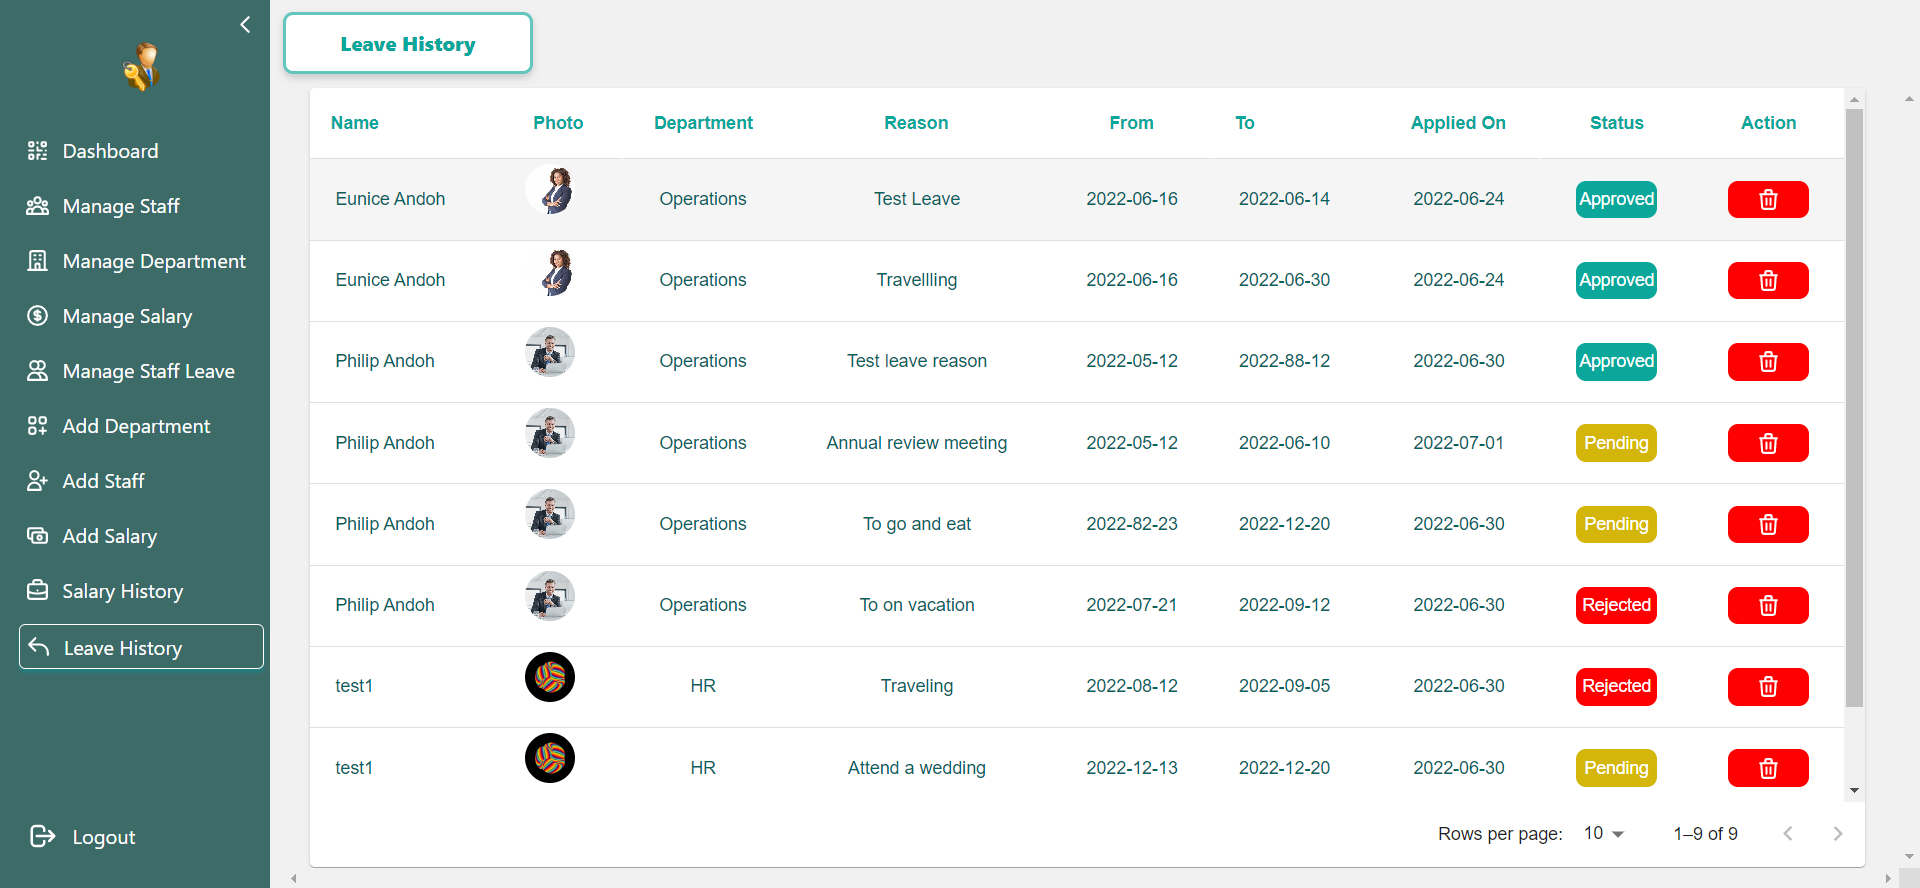 Dashboard
Manage Staff
Manage Department
Manage Salary
Manage Staff Leave
Add Department
Add Staff
Add Salary
Salary History
Leave History
Logout
Leave History
Name Photo Department Reason From To Applied On Status Action
Eunice Andoh Operations Test Leave 2022-06-16 2022-06-14 2022-06-24 Approved
Eunice Andoh Operations Travellling 2022-06-16 2022-06-30 2022-06-24 Approved
Philip Andoh Operations Test leave reason 2022-05-12 2022-88-12 2022-06-30 Approved
Philip Andoh Operations Annual review meeting 2022-05-12 2022-06-10 2022-07-01 Pending
Philip Andoh Operations To go and eat 2022-82-23 2022-12-20 2022-06-30 Pending
Philip Andoh Operations To on vacation 2022-07-21 2022-09-12 2022-06-30 Rejected
test1 HR Traveling 2022-08-12 2022-09-05 2022-06-30 Rejected
test1 HR Attend a wedding 2022-12-13 2022-12-20 2022-06-30 Pending
Rows per page: 10 1–9 of 9